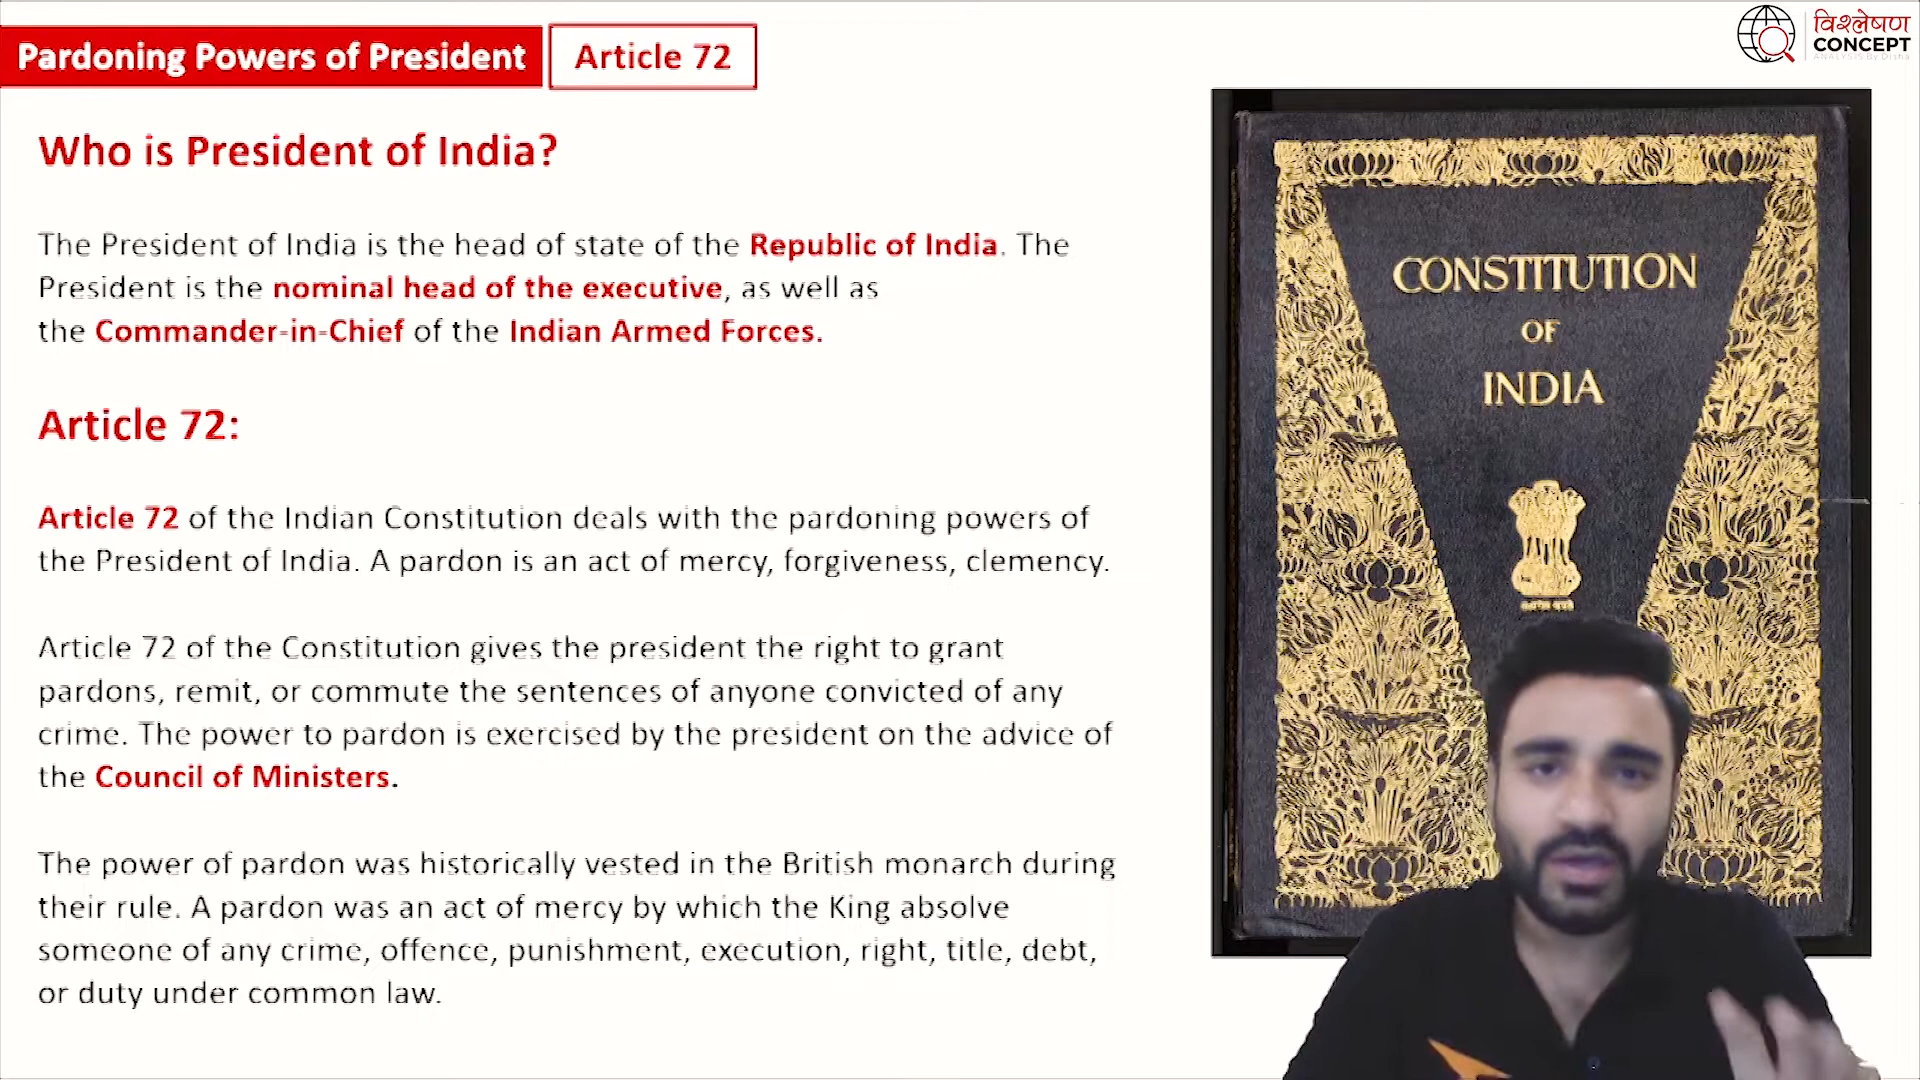 Pardoning Powers of President
Article 72
विश्लेषण
CONCEPT
Who is President of India?
The President of India is the head of state of the Republic of India. The
President is the nominal head of the executive, as well as
the Commander-in-Chief of the Indian Armed Forces.
Article 72:
Article 72 of the Indian Constitution deals with the pardoning powers of
the President of India. A pardon is an act of mercy, forgiveness, clemency.
Article 72 of the Constitution gives the president the right to grant
pardons, remit, or commute the sentences of anyone convicted of any
crime. The power to pardon is exercised by the president on the advice of
the Council of Ministers.
The power of pardon was historically vested in the British monarch during
their rule. A pardon was an act of mercy by which the King absolve
someone of any crime, offence, punishment, execution, right, title, debt,
or duty under common law.
CONSTITUTION
OF
INDIA